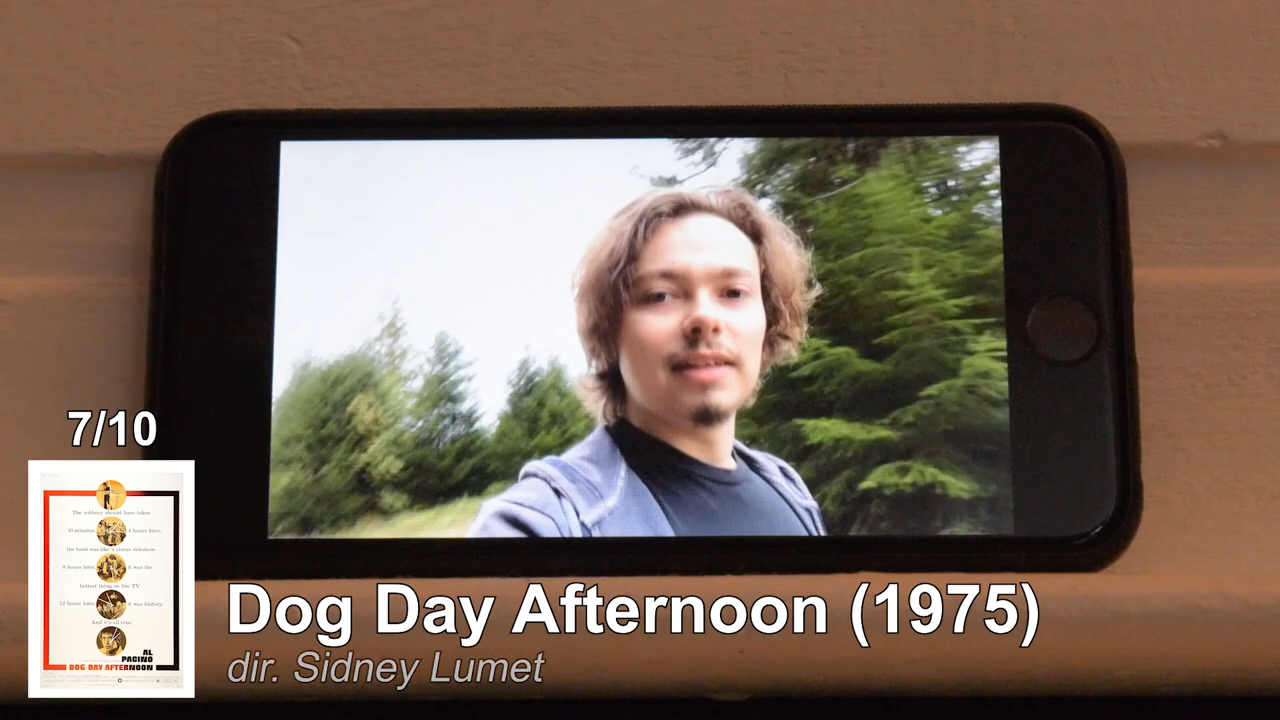 7/10
The robbery should have taken
10 minutes. 4 hours later,
the bank was like a circus sideshow.
8 hours later, it was the
hottest thing on live TV.
12 hours later, it was history.
And it's all true.
AL
PACINO
DOG DAY AFTERNOON
Dog Day Afternoon (1975)
dir. Sidney Lumet